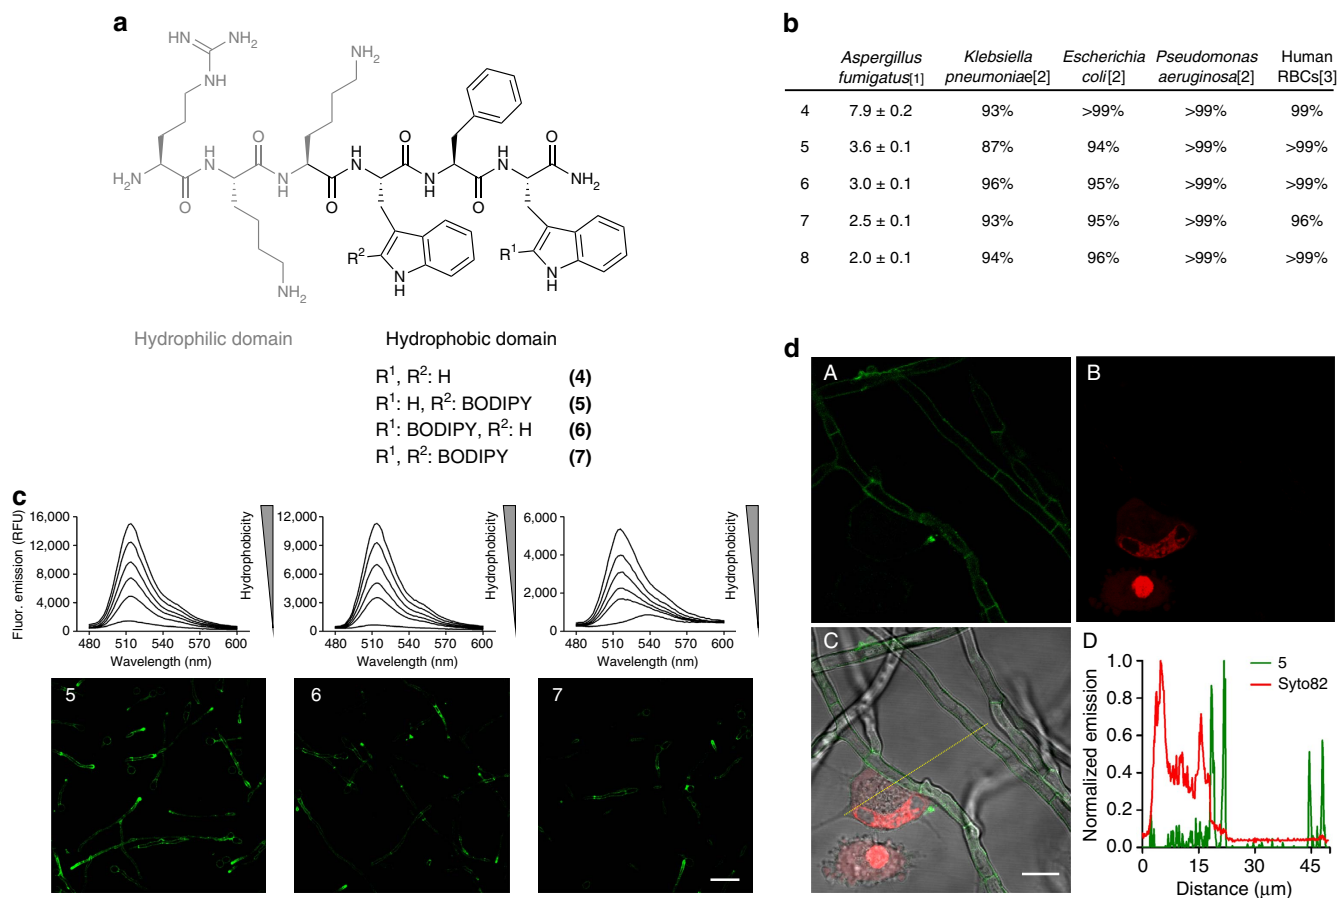 a
HN
NH2
NH
NH2
O
H
N
O
H
N
O
H
N
O
H2N
N
H
O
N
H
O
N
H
O
NH2
R2
N
H
R1
N
H
NH2
Hydrophilic domain
Hydrophobic domain
R1, R2: H (4)
R1: H, R2: BODIPY (5)
R1: BODIPY, R2: H (6)
R1, R2: BODIPY (7)
b
Aspergillus fumigatus[1] Klebsiella pneumoniae[2] Escherichia coli[2] Pseudomonas aeruginosa[2] Human RBCs[3]
4 7.9 ± 0.2 93% >99% >99% 99%
5 3.6 ± 0.1 87% 94% >99% >99%
6 3.0 ± 0.1 96% 95% >99% >99%
7 2.5 ± 0.1 93% 95% >99% 96%
8 2.0 ± 0.1 94% 96% >99% >99%
c
Fluor. emission (RFU)
16,000
12,000
8,000
4,000
0
480 510 540 570 600
Wavelength (nm)
Hydrophobicity
12,000
9,000
6,000
3,000
0
480 510 540 570 600
Wavelength (nm)
Hydrophobicity
6,000
4,000
2,000
0
480 510 540 570 600
Wavelength (nm)
Hydrophobicity
5
6
7
d
A
B
C
D
Normalized emission
1.0
0.8
0.6
0.4
0.2
0.0
0 15 30 45
Distance (μm)
5
Syto82